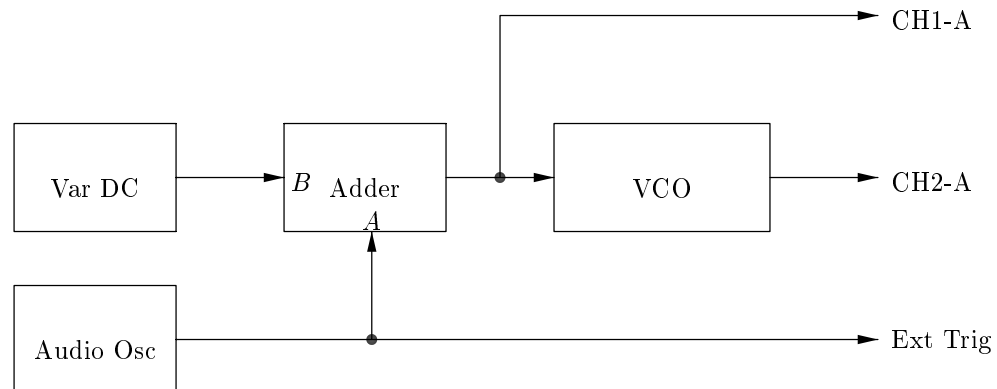 CH1-A
Var DC
B
Adder
A
VCO
CH2-A
Audio Osc
Ext Trig